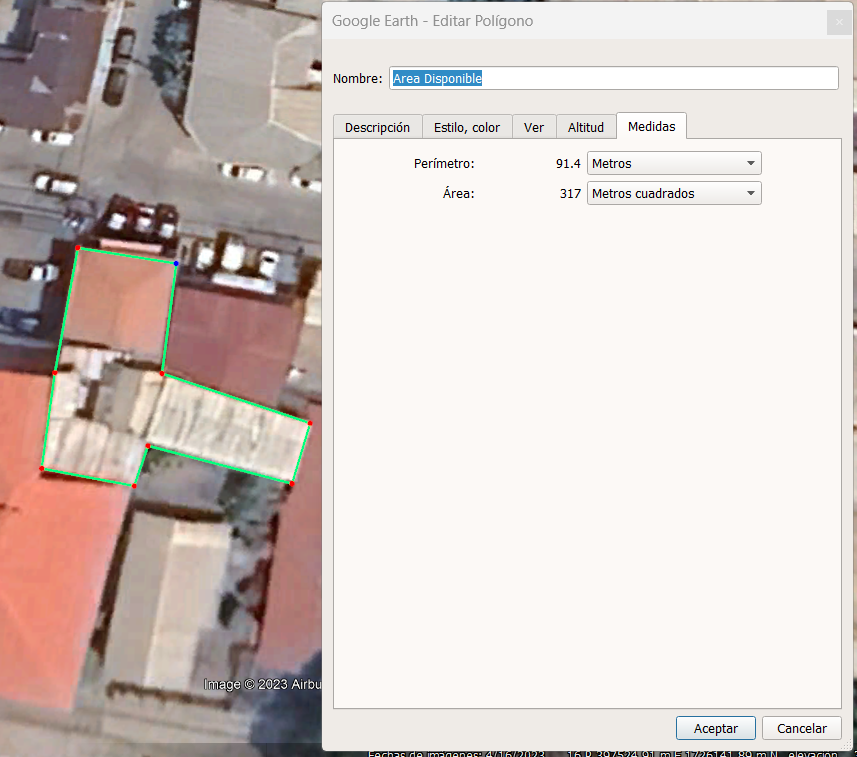 Google Earth - Editar Polígono
Nombre: Area Disponible
Descripción Estilo, color Ver Altitud Medidas
Perímetro: 91.4 Metros
Área: 317 Metros cuadrados
Image © 2023 Airbu
Aceptar Cancelar
Fechas de imágenes: 4/16/2023 16 P 397524.91 m E 1726141.89 m N elevación